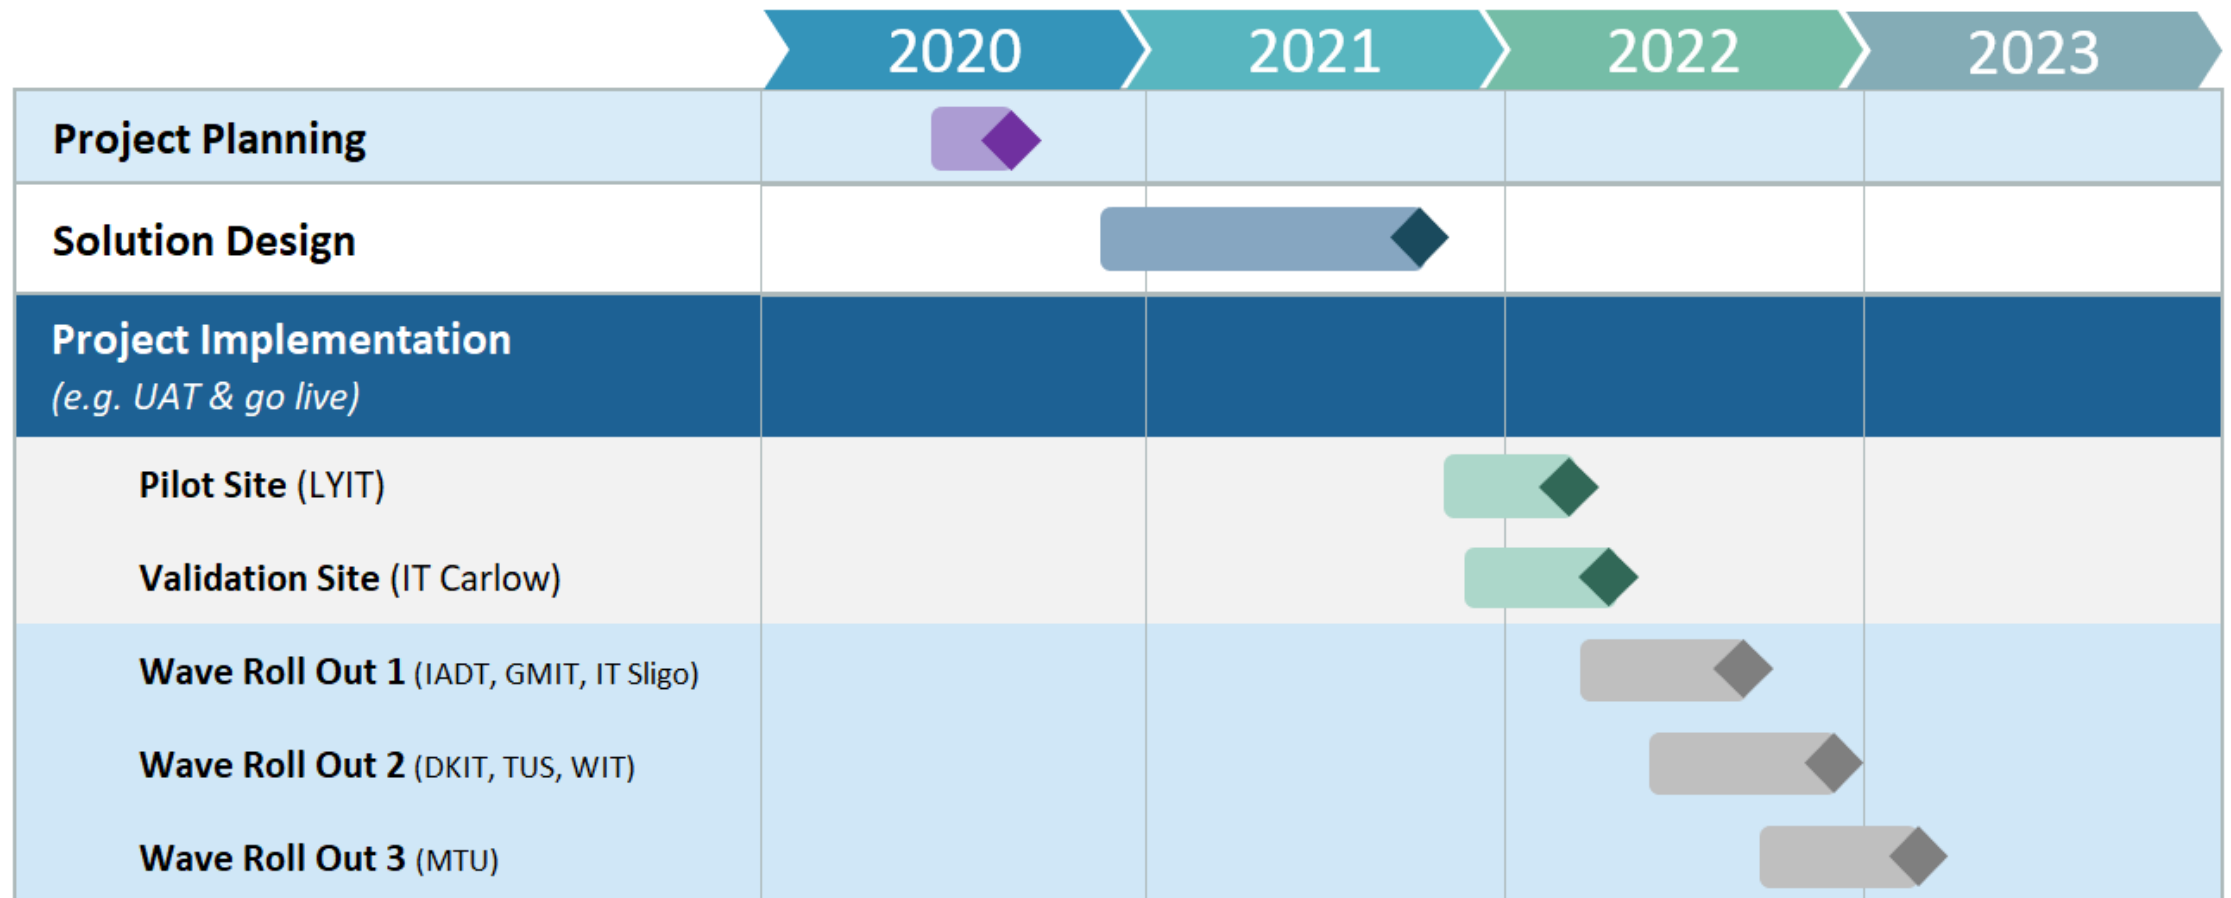 2020 2021 2022 2023
Project Planning
Solution Design
Project Implementation
(e.g. UAT & go live)
Pilot Site (LYIT)
Validation Site (IT Carlow)
Wave Roll Out 1 (IADT, GMIT, IT Sligo)
Wave Roll Out 2 (DKIT, TUS, WIT)
Wave Roll Out 3 (MTU)